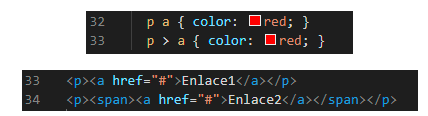 32 p a { color: red; }
33 p > a { color: red; }
33 <p><a href="#">Enlace1</a></p>
34 <p><span><a href="#">Enlace2</a></span></p>